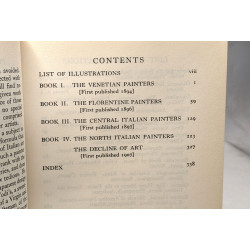 CONTENTS
LIST OF ILLUSTRATIONS viii
BOOK I. THE VENETIAN PAINTERS 1
[First published 1894]
BOOK II. THE FLORENTINE PAINTERS 59
[First published 1896]
BOOK III. THE CENTRAL ITALIAN PAINTERS 129
[First published 1897]
BOOK IV. THE NORTH ITALIAN PAINTERS 223
THE DECLINE OF ART 327
[First published 1907]
INDEX 338